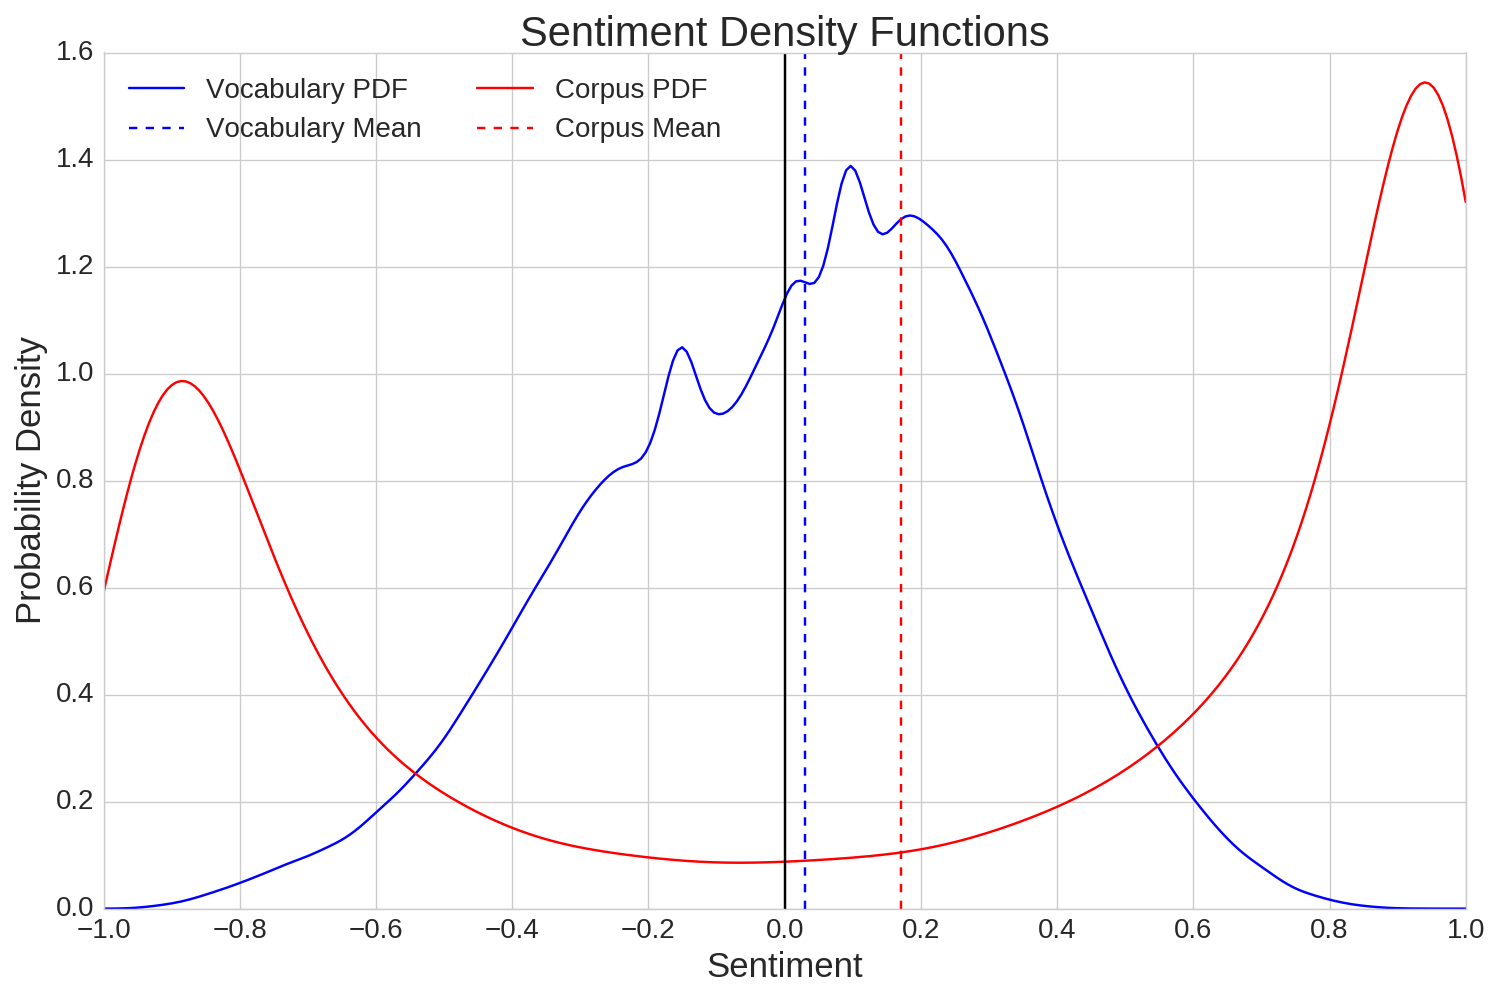 Sentiment Density Functions
Vocabulary PDF
Vocabulary Mean
Corpus PDF
Corpus Mean
Probability Density
1.6
1.4
1.2
1.0
0.8
0.6
0.4
0.2
0.0
−1.0 −0.8 −0.6 −0.4 −0.2 0.0 0.2 0.4 0.6 0.8 1.0
Sentiment